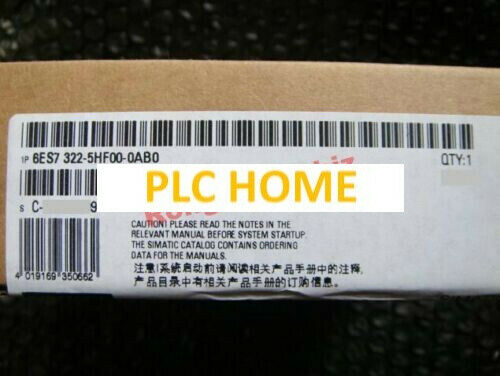 1P 6ES7 322-5HF00-0AB0
QTY:1
PLC HOME
S C- 9
CAUTION! PLEASE READ THE NOTES IN THE
RELEVANT MANUAL BEFORE SYSTEM STARTUP.
THE SIMATIC CATALOG CONTAINS ORDERING
DATA FOR THE MANUALS.
注意!系统启动前请阅读相关产品手册中的注释,
产品目录中有相关产品手册的订购信息.
4 019169 350662